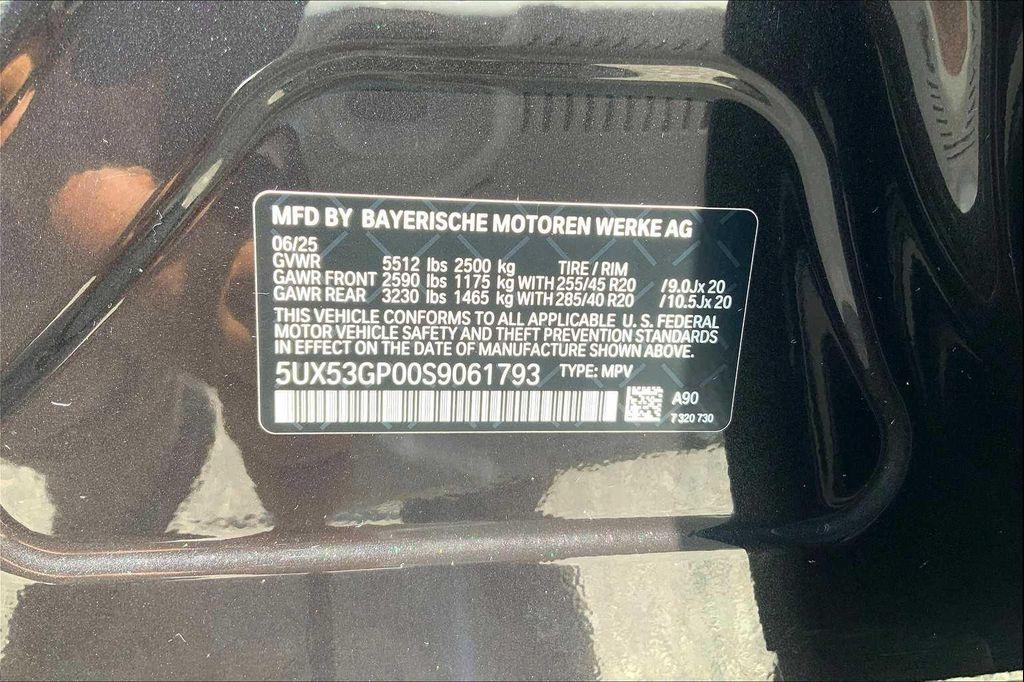 MFD BY BAYERISCHE MOTOREN WERKE AG
06/25
GVWR 5512 lbs 2500 kg TIRE / RIM
GAWR FRONT 2590 lbs 1175 kg WITH 255/45 R20 /9.0Jx 20
GAWR REAR 3230 lbs 1465 kg WITH 285/40 R20 /10.5Jx 20
THIS VEHICLE CONFORMS TO ALL APPLICABLE U. S. FEDERAL
MOTOR VEHICLE SAFETY AND THEFT PREVENTION STANDARDS
IN EFFECT ON THE DATE OF MANUFACTURE SHOWN ABOVE.
5UX53GP00S9061793 TYPE: MPV
A90
7 320 730